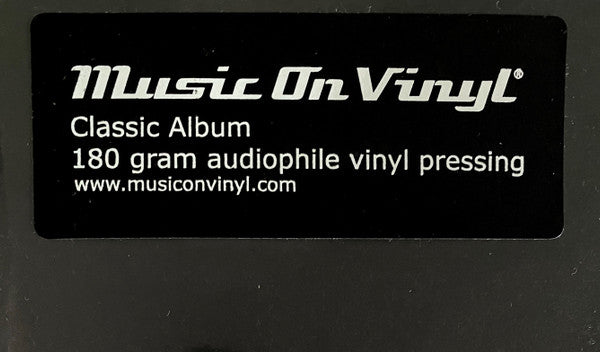 Music On Vinyl®
Classic Album
180 gram audiophile vinyl pressing
www.musiconvinyl.com